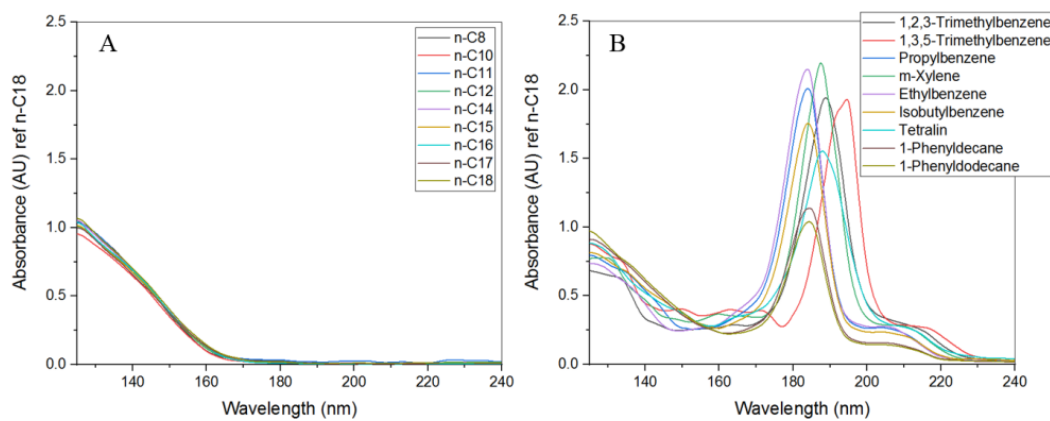 A
Absorbance (AU) ref n-C18
2.5
2.0
1.5
1.0
0.5
0.0
140
160
180
200
220
240
Wavelength (nm)
n-C8
n-C10
n-C11
n-C12
n-C14
n-C15
n-C16
n-C17
n-C18
B
Absorbance (AU) ref n-C18
2.5
2.0
1.5
1.0
0.5
0.0
140
160
180
200
220
240
Wavelength (nm)
1,2,3-Trimethylbenzene
1,3,5-Trimethylbenzene
Propylbenzene
m-Xylene
Ethylbenzene
Isobutylbenzene
Tetralin
1-Phenyldecane
1-Phenyldodecane